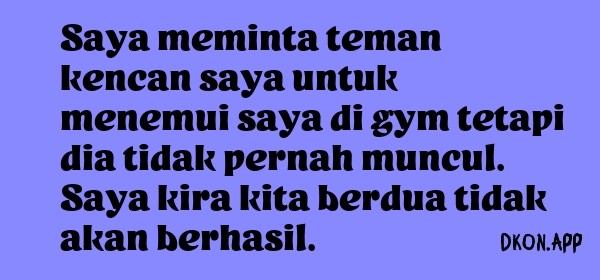 Saya meminta teman
kencan saya untuk
menemui saya di gym tetapi
dia tidak pernah muncul.
Saya kira kita berdua tidak
akan berhasil.
DKON.APP